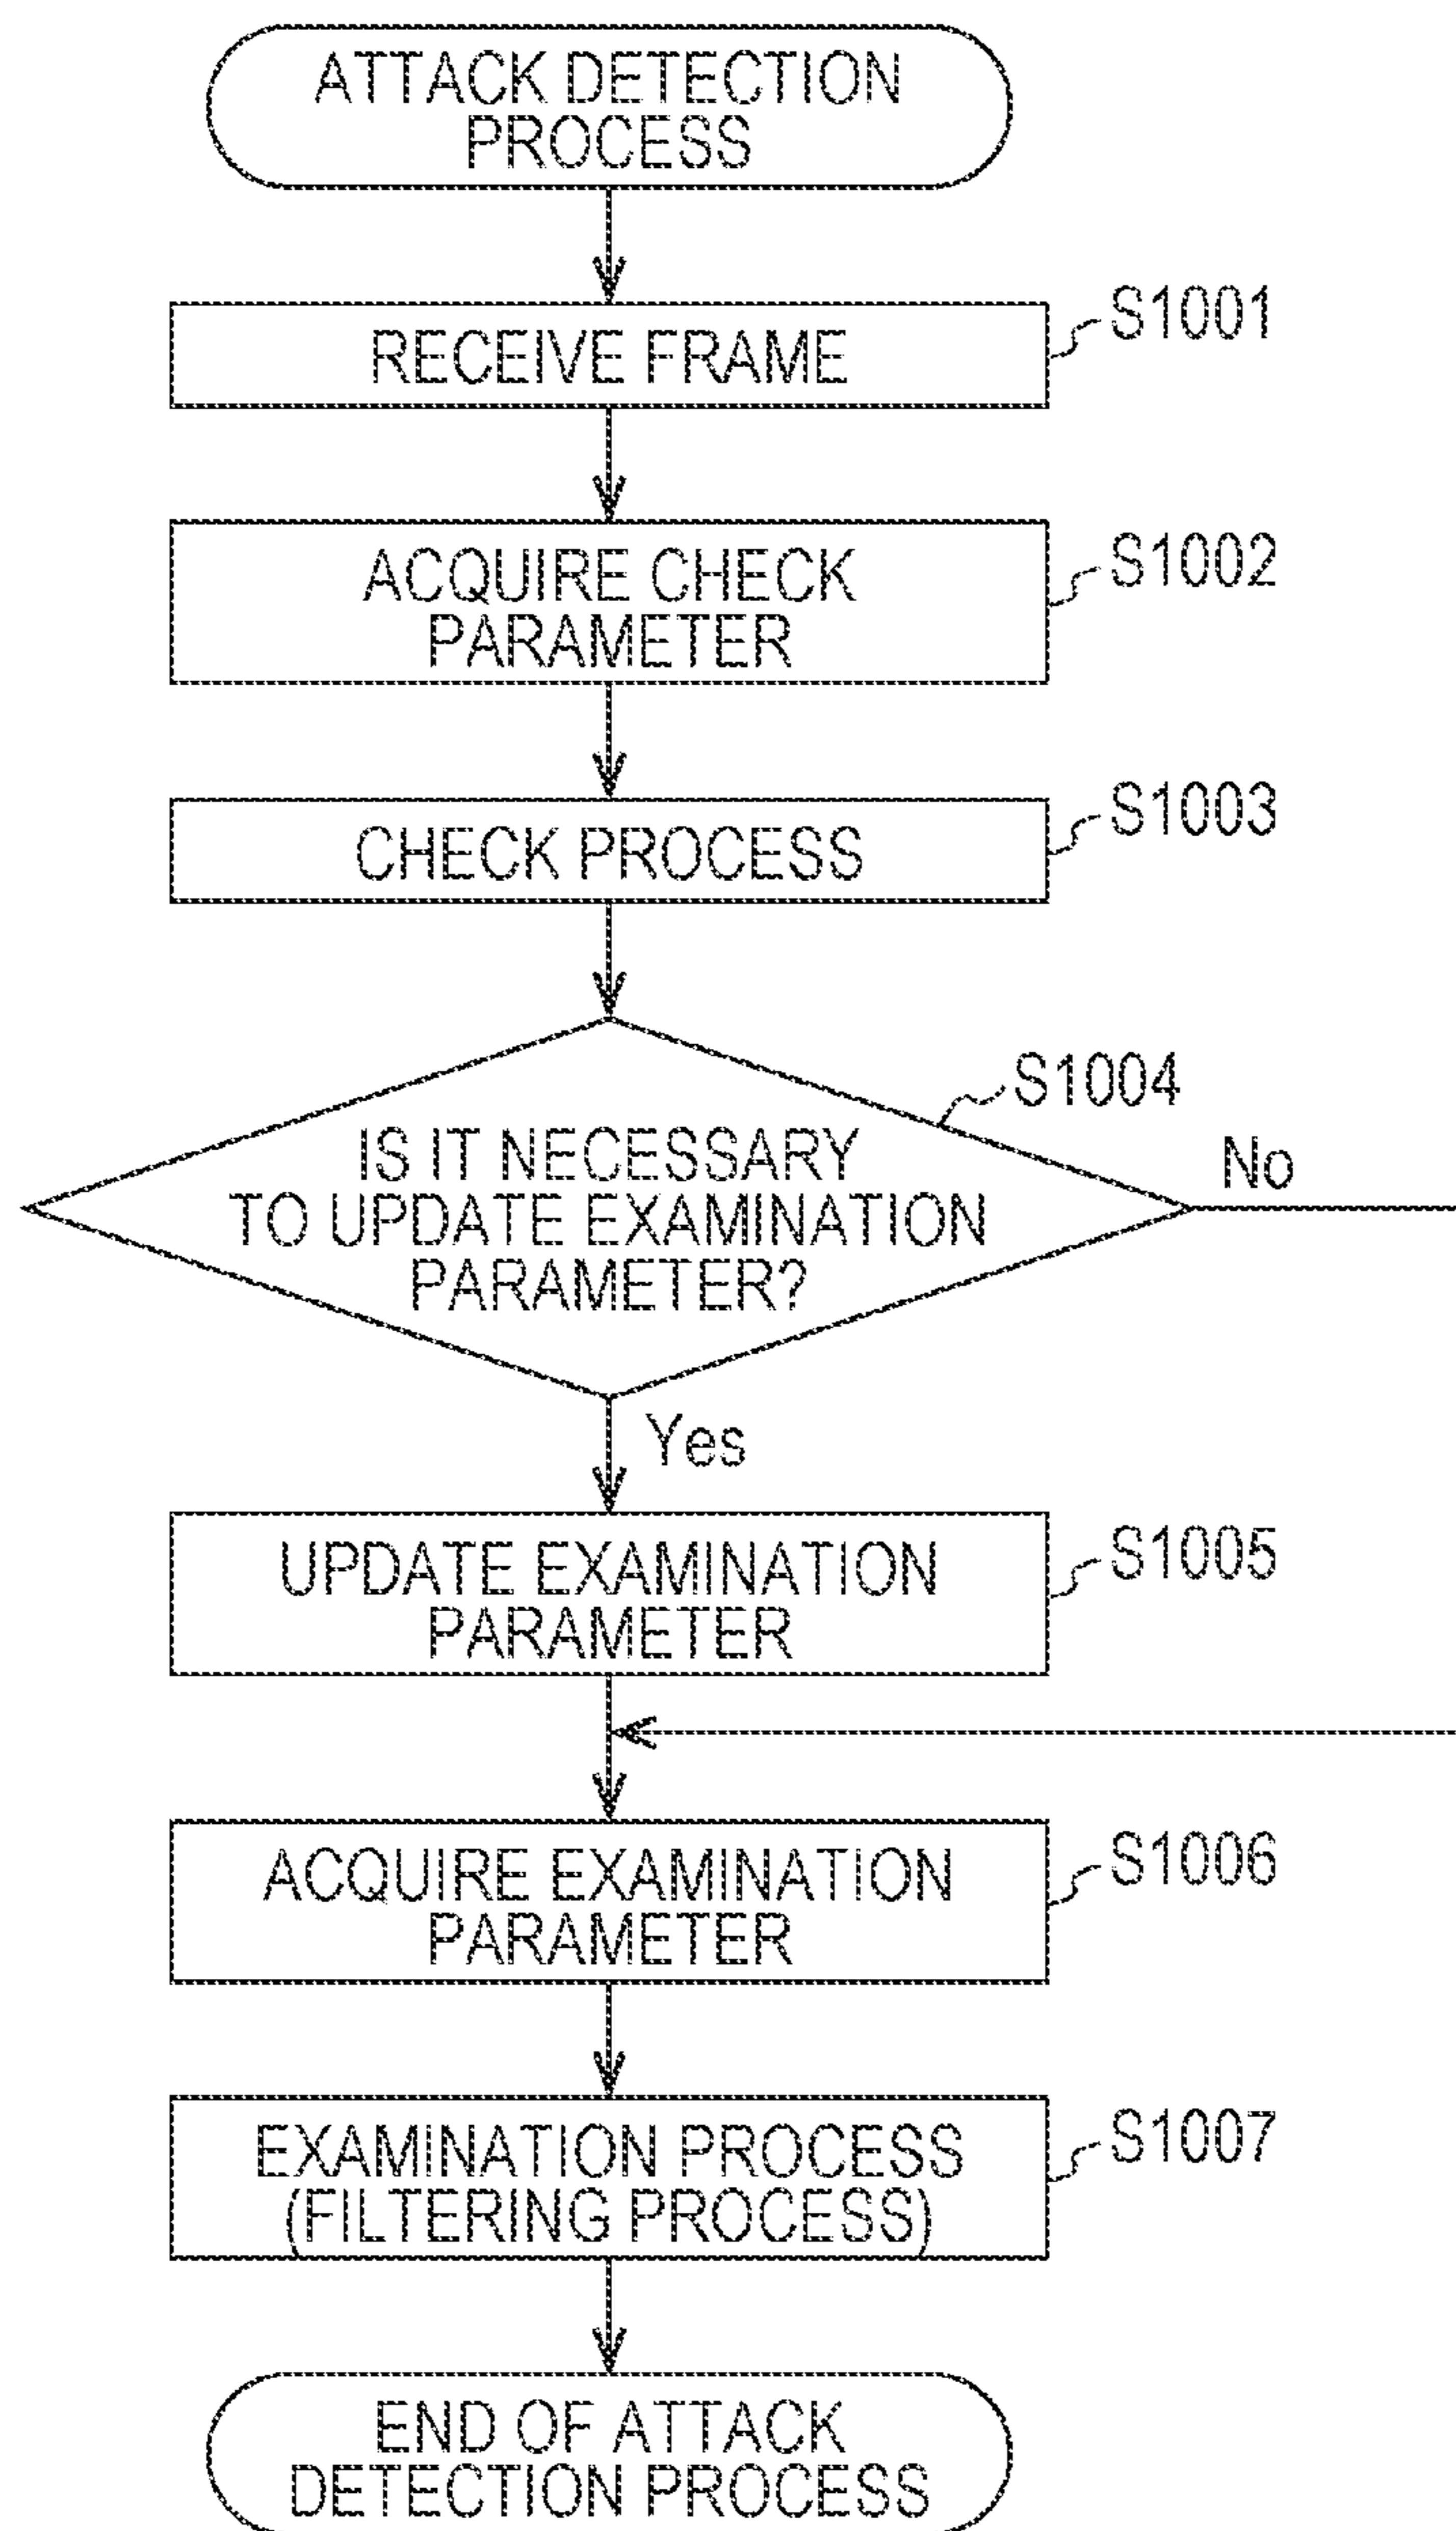 ATTACK DETECTION
PROCESS
RECEIVE FRAME
S1001
ACQUIRE CHECK
PARAMETER
S1002
CHECK PROCESS
S1003
IS IT NECESSARY
TO UPDATE EXAMINATION
PARAMETER?
S1004
No
Yes
UPDATE EXAMINATION
PARAMETER
S1005
ACQUIRE EXAMINATION
PARAMETER
S1006
EXAMINATION PROCESS
(FILTERING PROCESS)
S1007
END OF ATTACK
DETECTION PROCESS